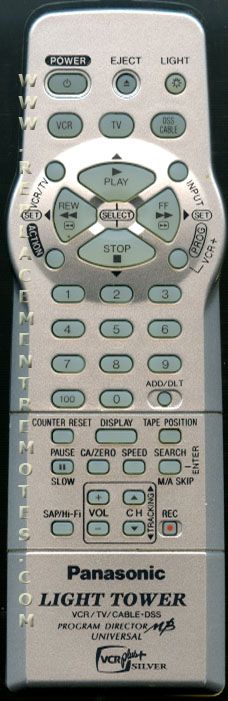 POWER EJECT LIGHT
VCR TV DSS CABLE
PLAY
VCR/TV INPUT
REW SELECT FF
SET SET
ACTION PROG VCR+
STOP
1 2 3
4 5 6
7 8 9
ADD/DLT
100 0
COUNTER RESET DISPLAY TAPE POSITION
PAUSE CA/ZERO SPEED SEARCH
ENTER
SLOW M/A SKIP
SAP/Hi-Fi + VOL - CH TRACKING REC
Panasonic
LIGHT TOWER
VCR/TV/CABLE-DSS
PROGRAM DIRECTOR
UNIVERSAL
VCR Plus+
SILVER
WWW.REPLACEMENTREMOTES.COM